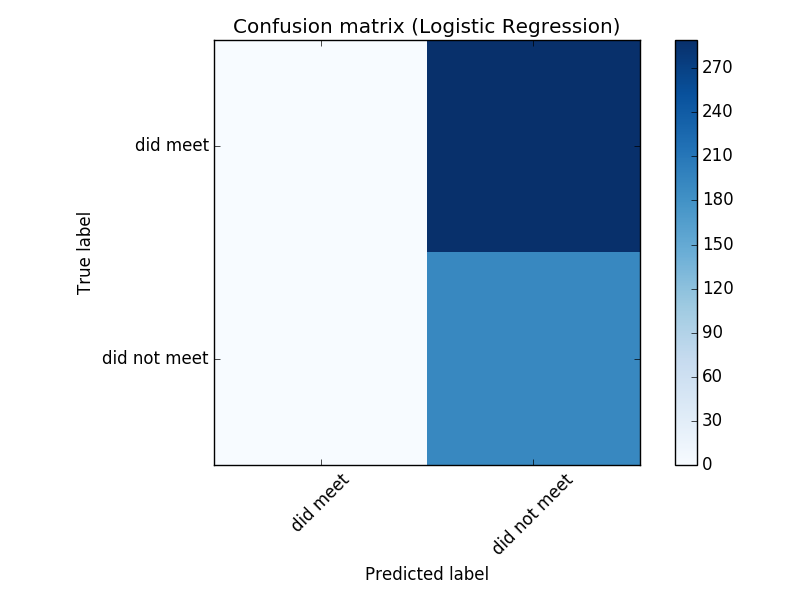 Confusion matrix (Logistic Regression)
True label
did meet
did not meet
did meet
did not meet
Predicted label
270
240
210
180
150
120
90
60
30
0